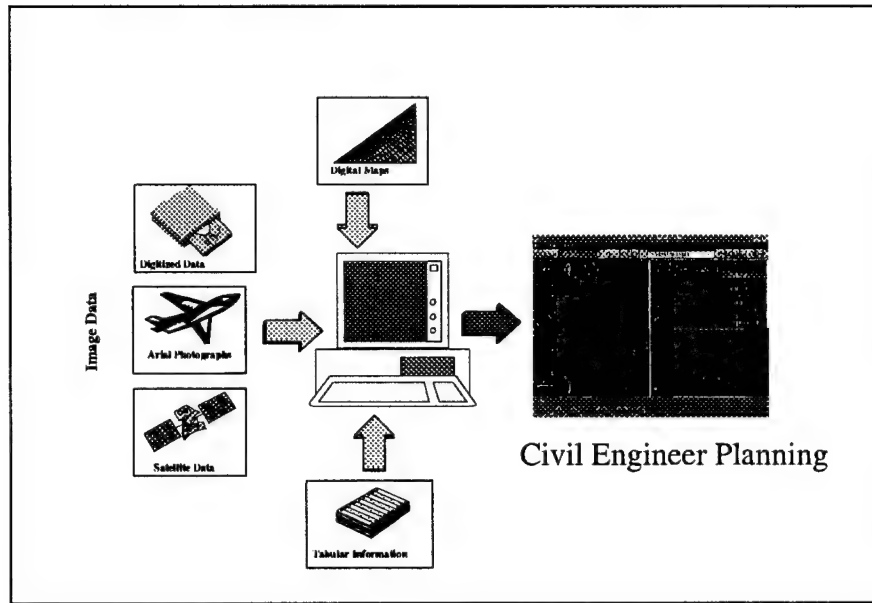 Digital Maps
Digitized Data
Image Data
Arial Photographs
Satellite Data
Civil Engineer Planning
Tabular Information